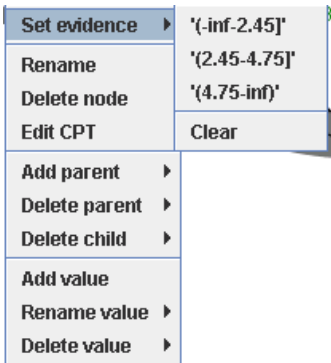 Set evidence
'(-inf-2.45]'
'(2.45-4.75]'
'(4.75-inf)'
Clear
Rename
Delete node
Edit CPT
Add parent
Delete parent
Delete child
Add value
Rename value
Delete value